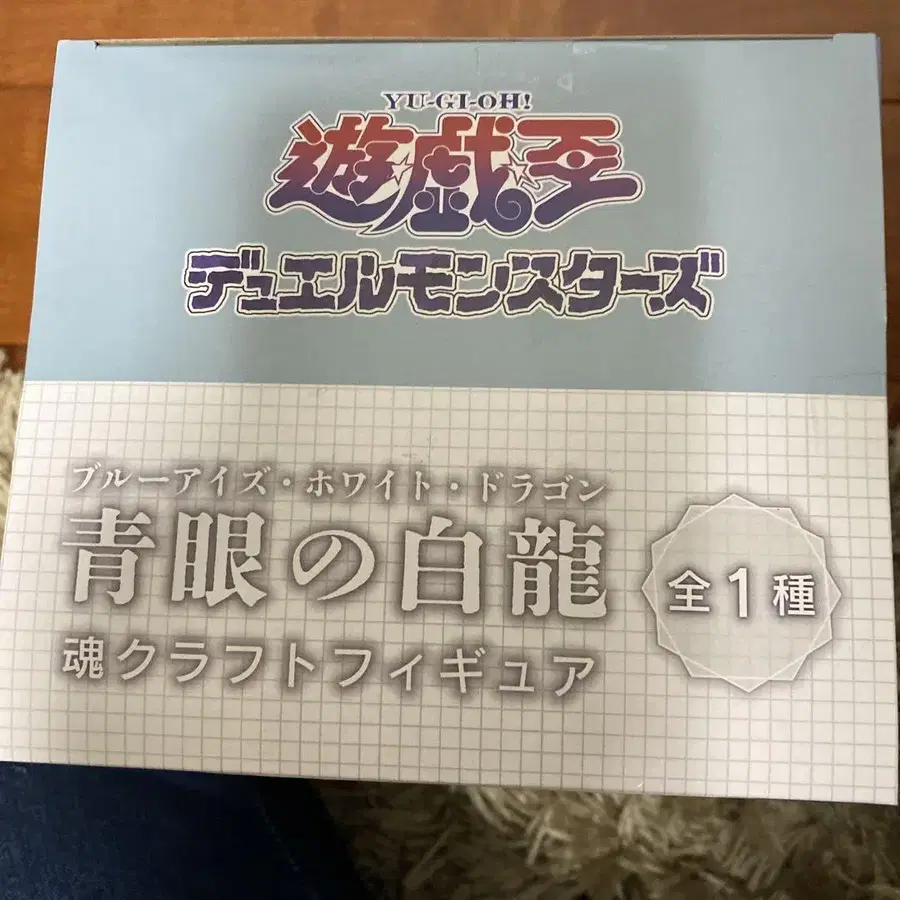 YU-GI-OH!
遊☆戯☆王
デュエルモンスターズ
ブルーアイズ・ホワイト・ドラゴン
青眼の白龍
魂クラフトフィギュア
全1種